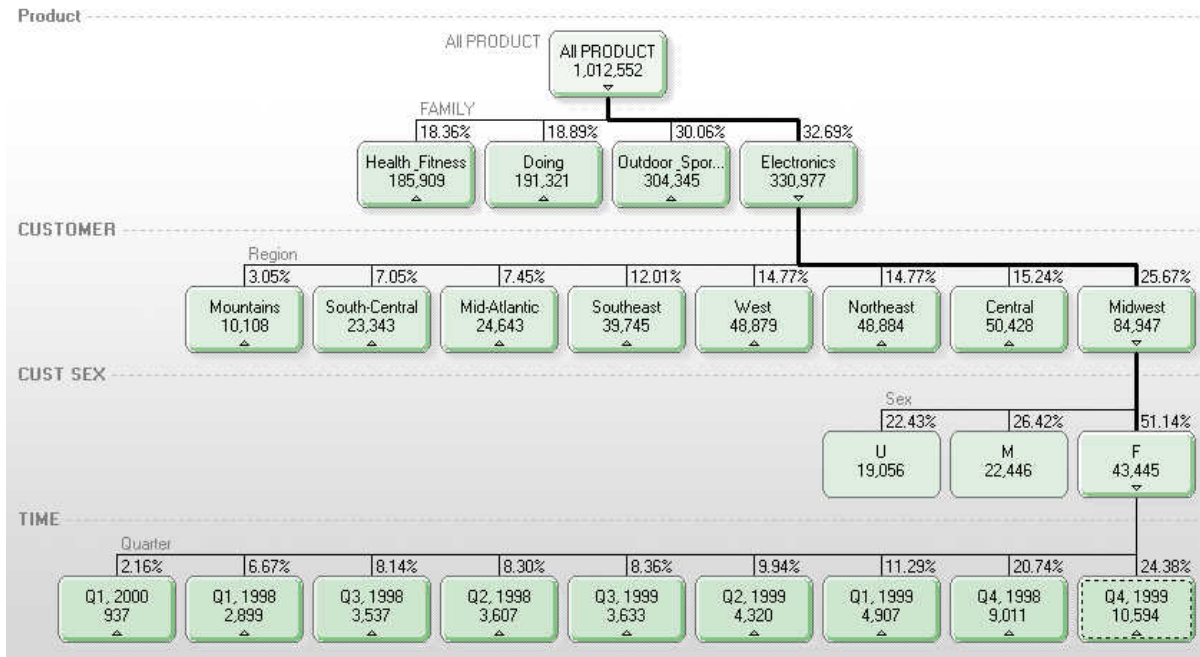 Product
All PRODUCT
All PRODUCT
1,012,552
FAMILY
18.36% 18.89% 30.06% 32.69%
Health_Fitness Doing Outdoor_Spor... Electronics
185,909 191,321 304,345 330,977
CUSTOMER
Region
3.05% 7.05% 7.45% 12.01% 14.77% 14.77% 15.24% 25.67%
Mountains South-Central Mid-Atlantic Southeast West Northeast Central Midwest
10,108 23,343 24,643 39,745 48,879 48,884 50,428 84,947
CUST SEX
Sex
22.43% 26.42% 51.14%
U M F
19,056 22,446 43,445
TIME
Quarter
2.16% 6.67% 8.14% 8.30% 8.36% 9.94% 11.29% 20.74% 24.38%
Q1, 2000 Q1, 1998 Q3, 1998 Q2, 1998 Q3, 1999 Q2, 1999 Q1, 1999 Q4, 1998 Q4, 1999
937 2,899 3,537 3,607 3,633 4,320 4,907 9,011 10,594